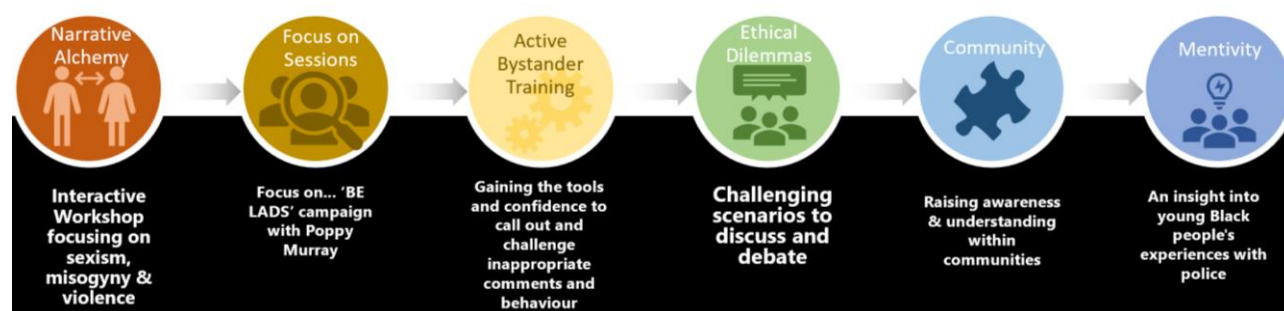 Narrative
Alchemy
Interactive
Workshop
focusing on
sexism,
misogyny &
violence
Focus on
Sessions
Focus on... ‘BE
LADS’ campaign
with Poppy
Murray
Active
Bystander
Training
Gaining the tools
and confidence to
call out and
challenge
inappropriate
comments and
behaviour
Ethical
Dilemmas
Challenging
scenarios to
discuss and
debate
Community
Raising awareness
& understanding
within
communities
Mentivity
An insight into
young Black
people's
experiences with
police